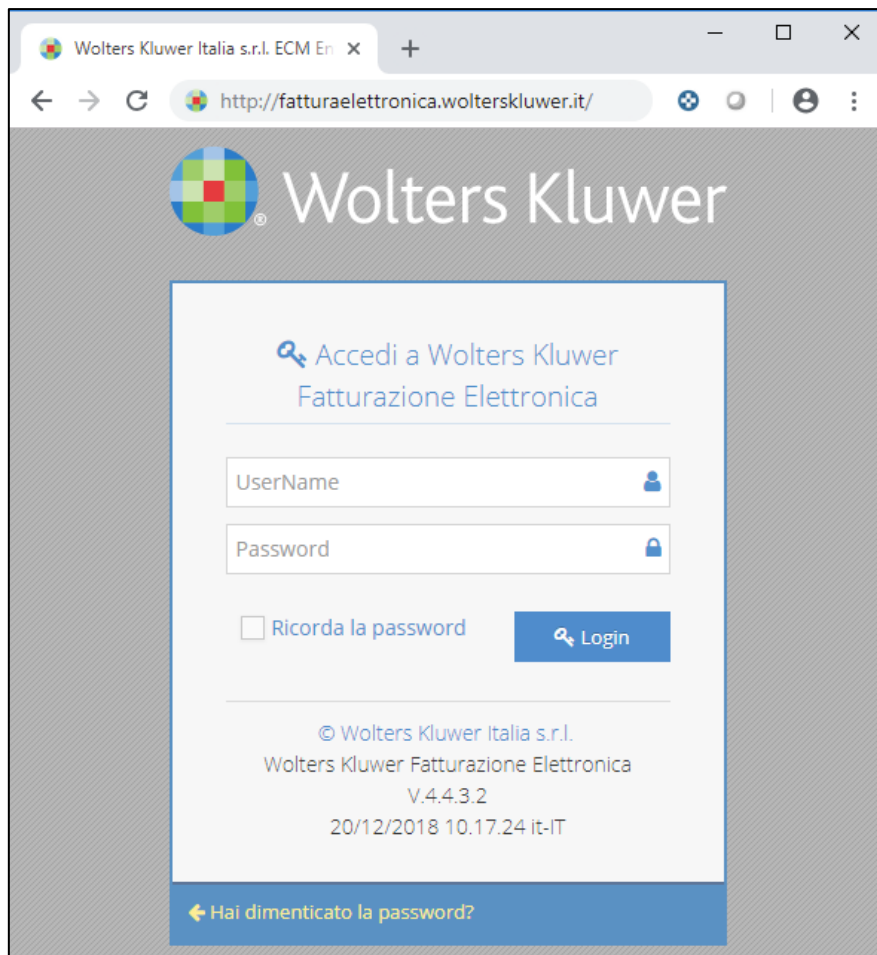 Wolters Kluwer Italia s.r.l. ECM En
http://fatturaelettronica.wolterskluwer.it/
Wolters Kluwer
®
Accedi a Wolters Kluwer
Fatturazione Elettronica
UserName
Password
Ricorda la password
Login
© Wolters Kluwer Italia s.r.l.
Wolters Kluwer Fatturazione Elettronica
V.4.4.3.2
20/12/2018 10.17.24 it-IT
Hai dimenticato la password?